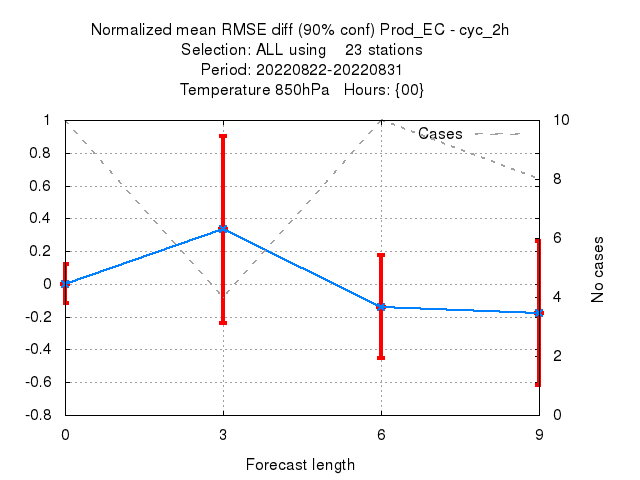 Normalized mean RMSE diff (90% conf) Prod_EC - cyc_2h
Selection: ALL using    23 stations
Period: 20220822-20220831
Temperature 850hPa   Hours: {00}
Cases
1
0.8
0.6
0.4
0.2
0
-0.2
-0.4
-0.6
-0.8
10
8
6
4
2
0
No cases
0 3 6 9
Forecast length